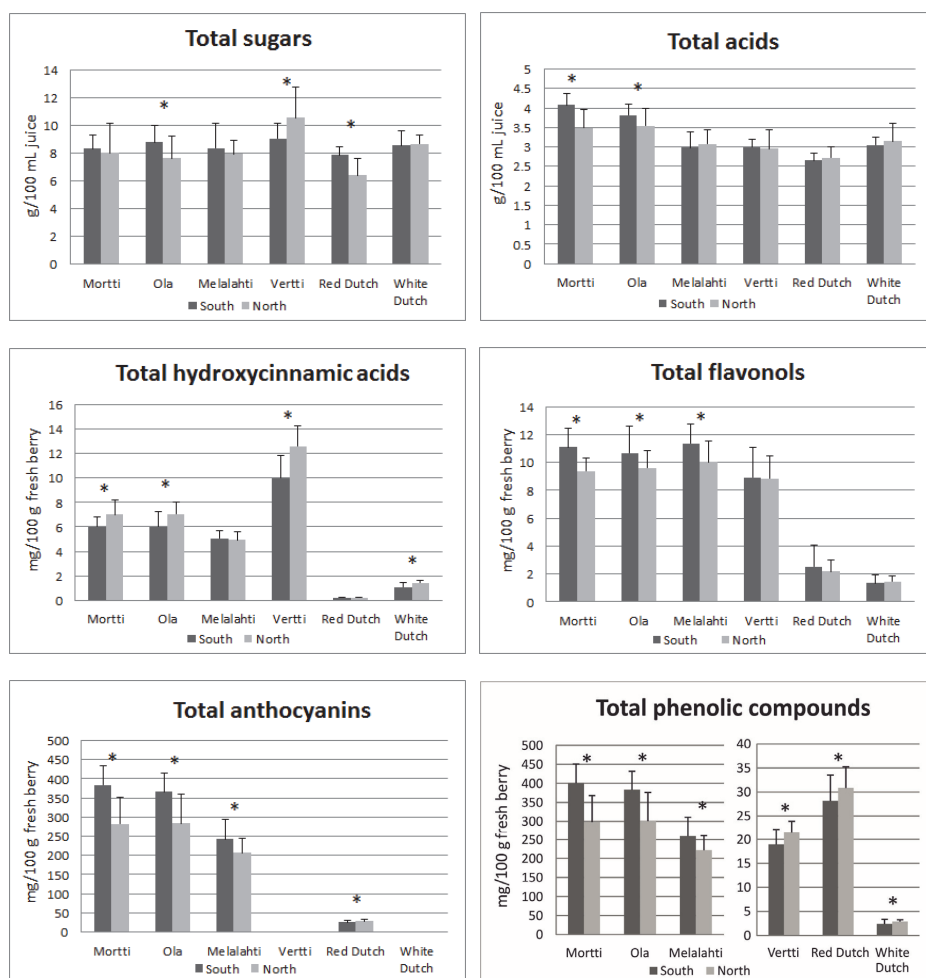 Total sugars
g/100 mL juice
14
12
10
8
6
4
2
0
* * *
Mortti Ola Melalahti Vertti Red Dutch White
Dutch
South North
Total acids
g/100 mL juice
5
4.5
4
3.5
3
2.5
2
1.5
1
0.5
0
* *
Mortti Ola Melalahti Vertti Red Dutch White
Dutch
South North
Total hydroxycinnamic acids
mg/100 g fresh berry
16
14
12
10
8
6
4
2
0
* * * *
Mortti Ola Melalahti Vertti Red Dutch White
Dutch
South North
Total flavonols
mg/100 g fresh berry
14
12
10
8
6
4
2
0
* * *
Mortti Ola Melalahti Vertti Red Dutch White
Dutch
South North
Total anthocyanins
mg/100 g fresh berry
500
450
400
350
300
250
200
150
100
50
0
* * * *
Mortti Ola Melalahti Vertti Red Dutch White
Dutch
South North
Total phenolic compounds
mg/100 g fresh berry
500
450
400
350
300
250
200
150
100
50
0
* * *
Mortti Ola Melalahti
40
35
30
25
20
15
10
5
0
* * *
Vertti Red Dutch White
Dutch
South North